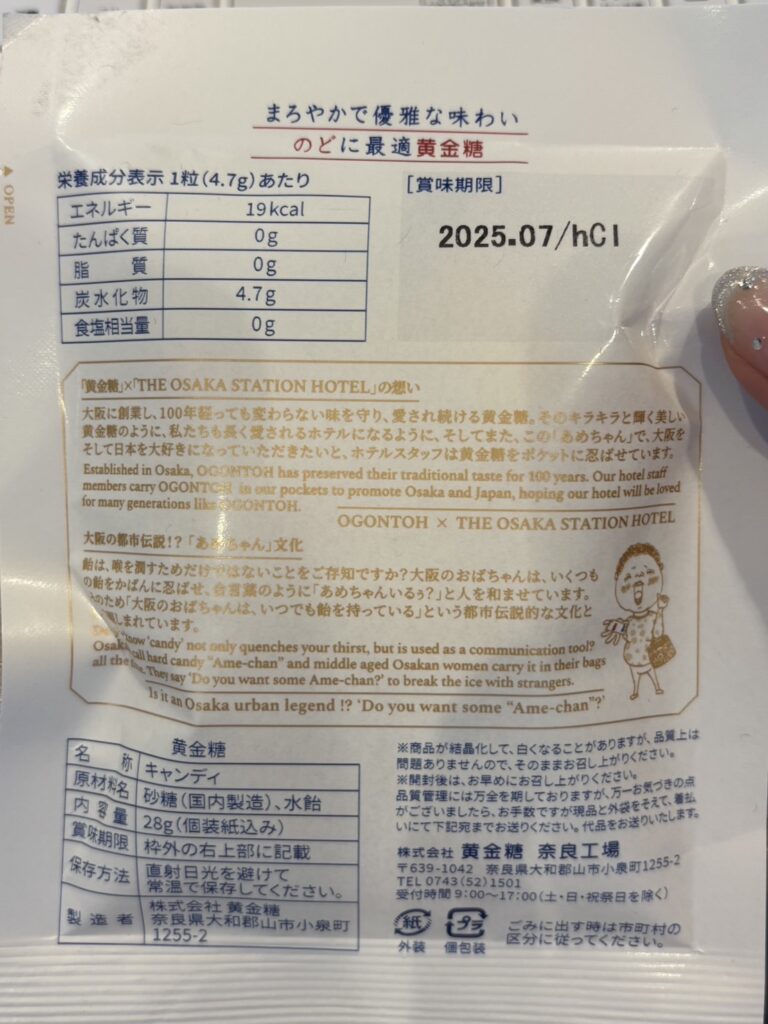 まろやかで優雅な味わい
のどに最適黄金糖
▲ OPEN
栄養成分表示 1粒(4.7g)あたり
エネルギー 19kcal
たんぱく質 0g
脂質 0g
炭水化物 4.7g
食塩相当量 0g
[賞味期限]
2025.07/hCI
「黄金糖」×「THE OSAKA STATION HOTEL」の想い
大阪に創業し、100年経っても変わらない味を守り、愛され続ける黄金糖。そのキラキラと輝く美しい
黄金糖のように、私たちも長く愛されるホテルになるように、そしてまた、この「あめちゃん」で、大阪を
そして日本を大好きになっていただきたいと、ホテルスタッフは黄金糖をポケットに忍ばせています。
Established in Osaka, OGONTOH has preserved their traditional taste for 100 years. Our hotel staff
members carry OGONTOH in our pockets to promote Osaka and Japan, hoping our hotel will be loved
for many generations like OGONTOH.
OGONTOH × THE OSAKA STATION HOTEL
大阪の都市伝説!?「あめちゃん」文化
飴は、喉を潤すためだけではないことをご存知ですか?大阪のおばちゃんは、いくつも
の飴をかばんに忍ばせ、合言葉のように「あめちゃんいるぅ?」と人を和ませています。
そのため「大阪のおばちゃんは、いつでも飴を持っている」という都市伝説的な文化と
しまれています。
know 'candy' not only quenches your thirst, but is used as a communication tool?
Osaka call hard candy “Ame-chan” and middle aged Osakan women carry it in their bags
all the time. They say 'Do you want some Ame-chan?' to break the ice with strangers.
Is it an Osaka urban legend !? 'Do you want some “Ame-chan”?'
名称 黄金糖 キャンディ
原材料名 砂糖(国内製造)、水飴
内容量 28g(個装紙込み)
賞味期限 枠外の右上部に記載
保存方法 直射日光を避けて
常温で保存してください。
製造者 株式会社 黄金糖
奈良県大和郡山市小泉町
1255-2
※商品が結晶化して、白くなることがありますが、品質上は
問題ありませんので、そのままお召し上がりください。
※開封後は、お早めにお召し上がりください。
品質管理には万全を期しておりますが、万一お気づきの点
がございましたら、お手数ですが現品と外袋をそえて、着払
いにて下記宛までお送りください。代品をお送りいたします。
株式会社 黄金糖 奈良工場
〒639-1042 奈良県大和郡山市小泉町1255-2
TEL 0743(52)1501
受付時間 9:00〜17:00(土・日・祝祭日を除く)
紙 プラ
外装 個包装
ごみに出す時は市町村の
区分に従ってください。